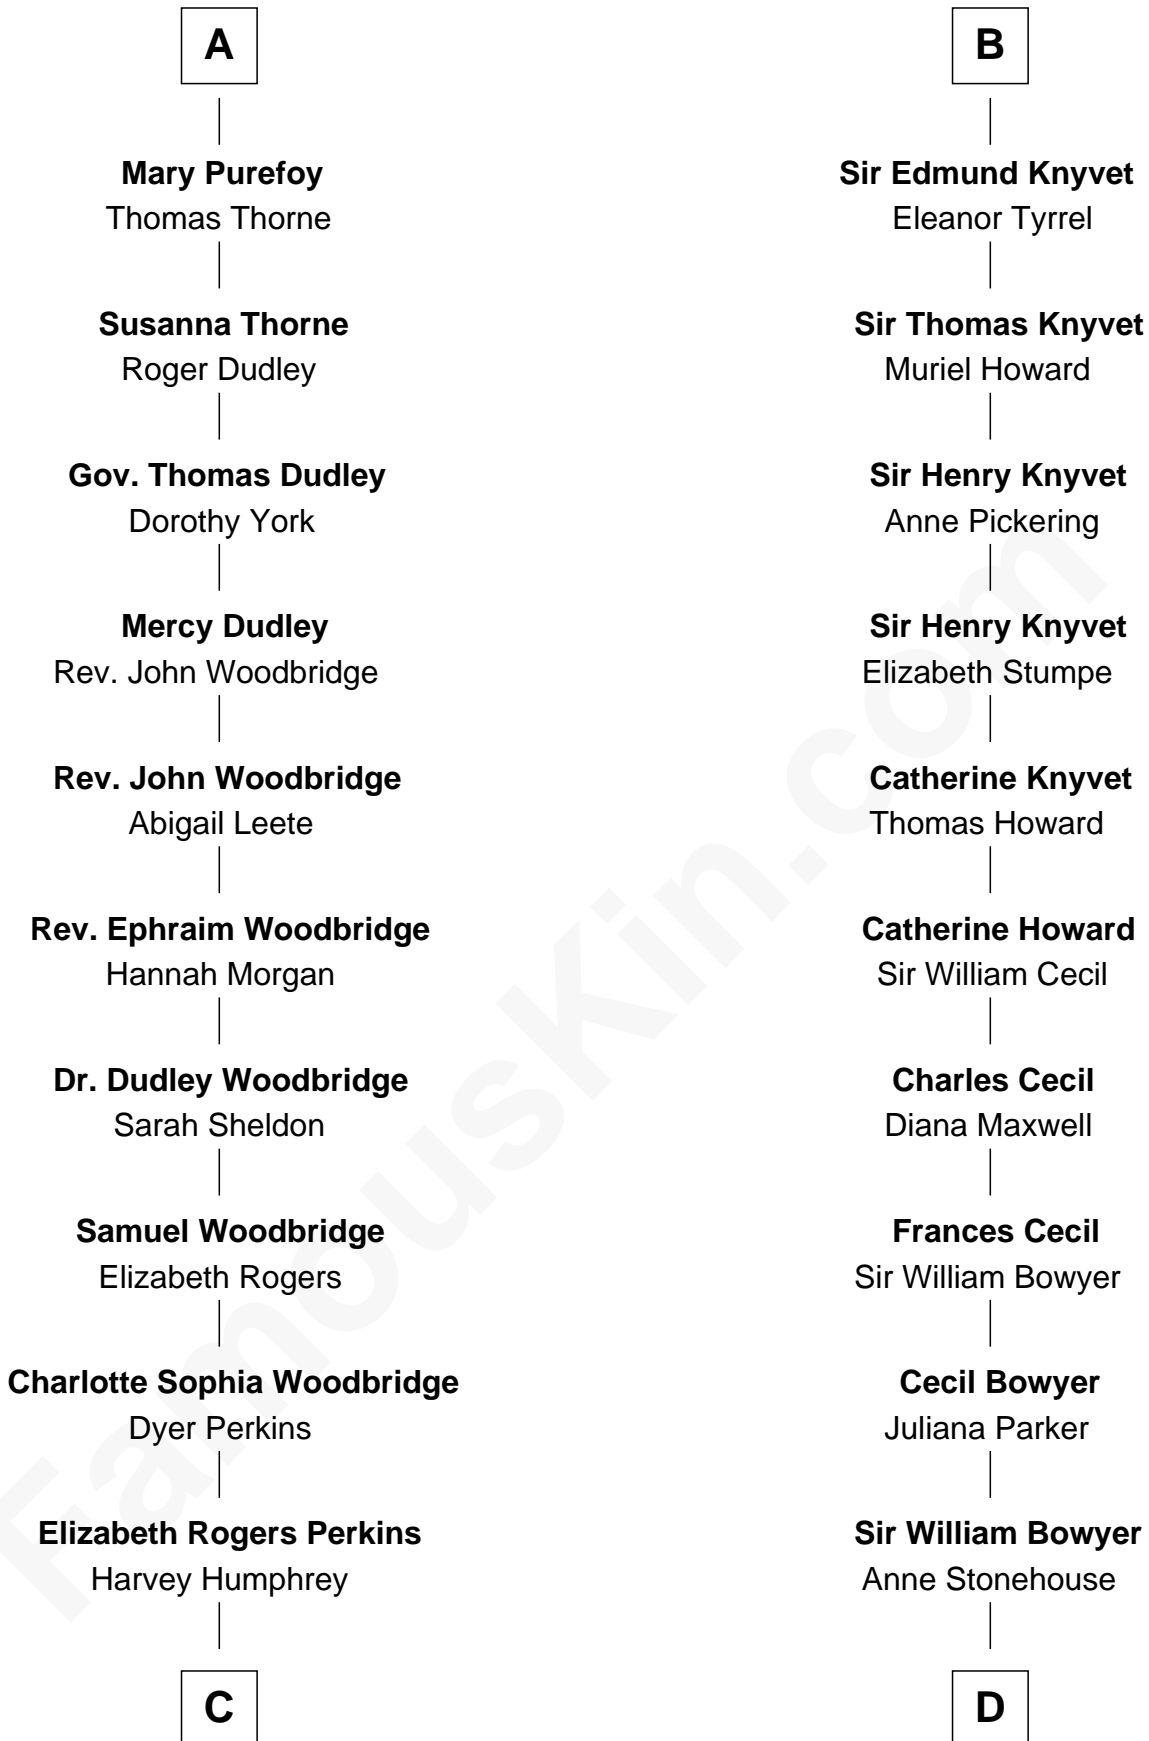 A
Mary Purefoy
Thomas Thorne
Susanna Thorne
Roger Dudley
Gov. Thomas Dudley
Dorothy York
Mercy Dudley
Rev. John Woodbridge
Rev. John Woodbridge
Abigail Leete
Rev. Ephraim Woodbridge
Hannah Morgan
Dr. Dudley Woodbridge
Sarah Sheldon
Samuel Woodbridge
Elizabeth Rogers
Charlotte Sophia Woodbridge
Dyer Perkins
Elizabeth Rogers Perkins
Harvey Humphrey
C
B
Sir Edmund Knyvet
Eleanor Tyrrel
Sir Thomas Knyvet
Muriel Howard
Sir Henry Knyvet
Anne Pickering
Sir Henry Knyvet
Elizabeth Stumpe
Catherine Knyvet
Thomas Howard
Catherine Howard
Sir William Cecil
Charles Cecil
Diana Maxwell
Frances Cecil
Sir William Bowyer
Cecil Bowyer
Juliana Parker
Sir William Bowyer
Anne Stonehouse
D
FamousKin.com